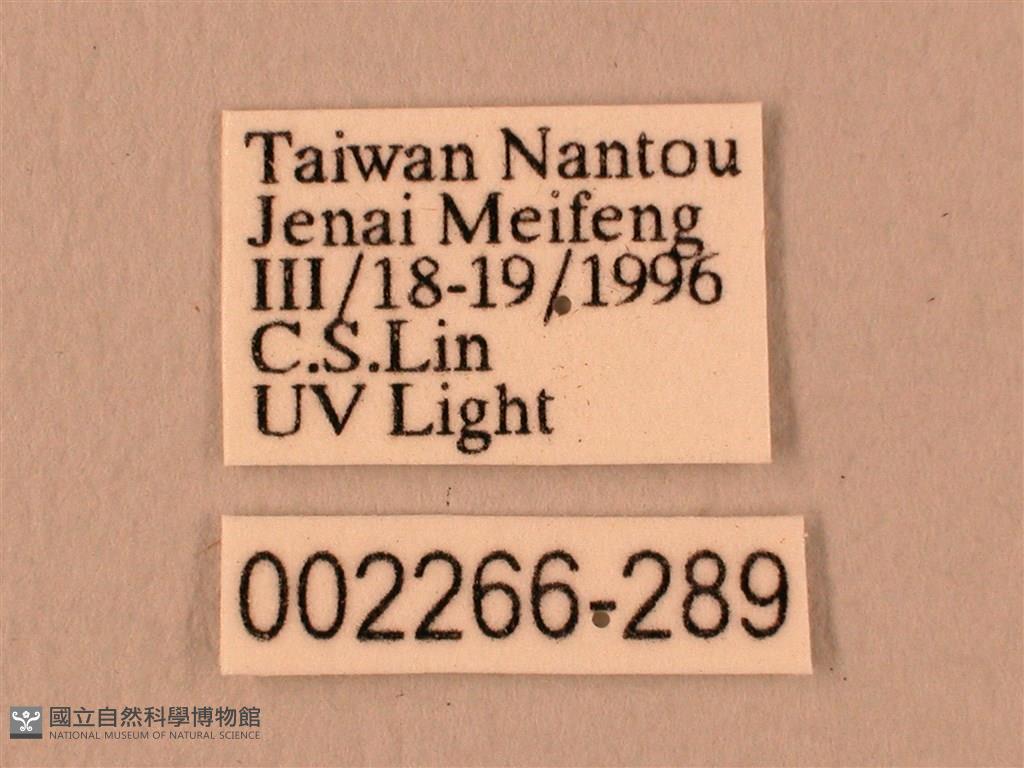 Taiwan Nantou
Jenai Meifeng
III/18-19/1996
C.S.Lin
UV Light
002266-289
國立自然科學博物館
NATIONAL MUSEUM OF NATURAL SCIENCE